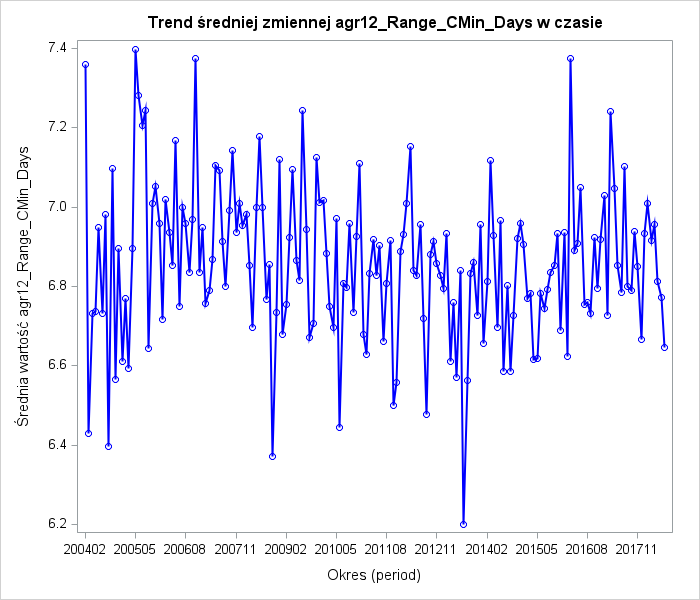 Trend średniej zmiennej agr12_Range_CMin_Days w czasie
Średnia wartość agr12_Range_CMin_Days
7.4
7.2
7.0
6.8
6.6
6.4
6.2
200402 200505 200608 200711 200902 201005 201108 201211 201402 201505 201608 201711
Okres (period)